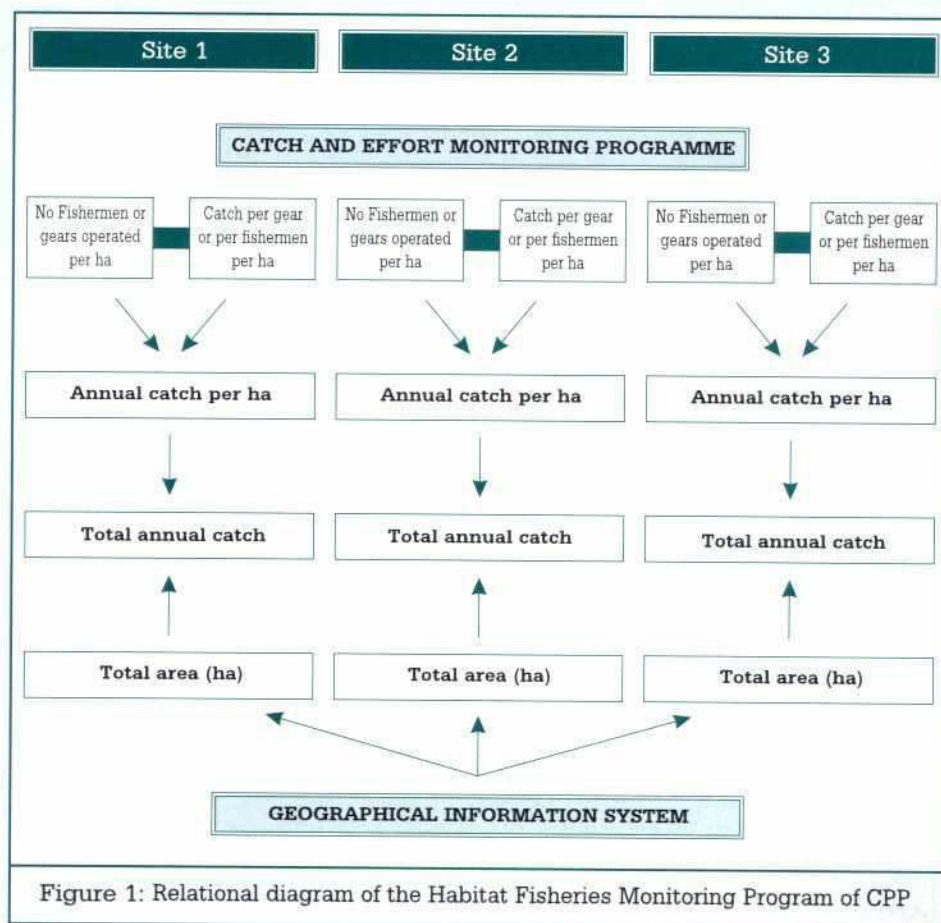 Site 1
Site 2
Site 3
CATCH AND EFFORT MONITORING PROGRAMME
No Fishermen or
gears operated
per ha
Catch per gear
or per fishermen
per ha
No Fishermen or
gears operated
per ha
Catch per gear
or per fishermen
per ha
No Fishermen or
gears operated
per ha
Catch per gear
or per fishermen
per ha
Annual catch per ha
Annual catch per ha
Annual catch per ha
Total annual catch
Total annual catch
Total annual catch
Total area (ha)
Total area (ha)
Total area (ha)
GEOGRAPHICAL INFORMATION SYSTEM
Figure 1: Relational diagram of the Habitat Fisheries Monitoring Program of CPP